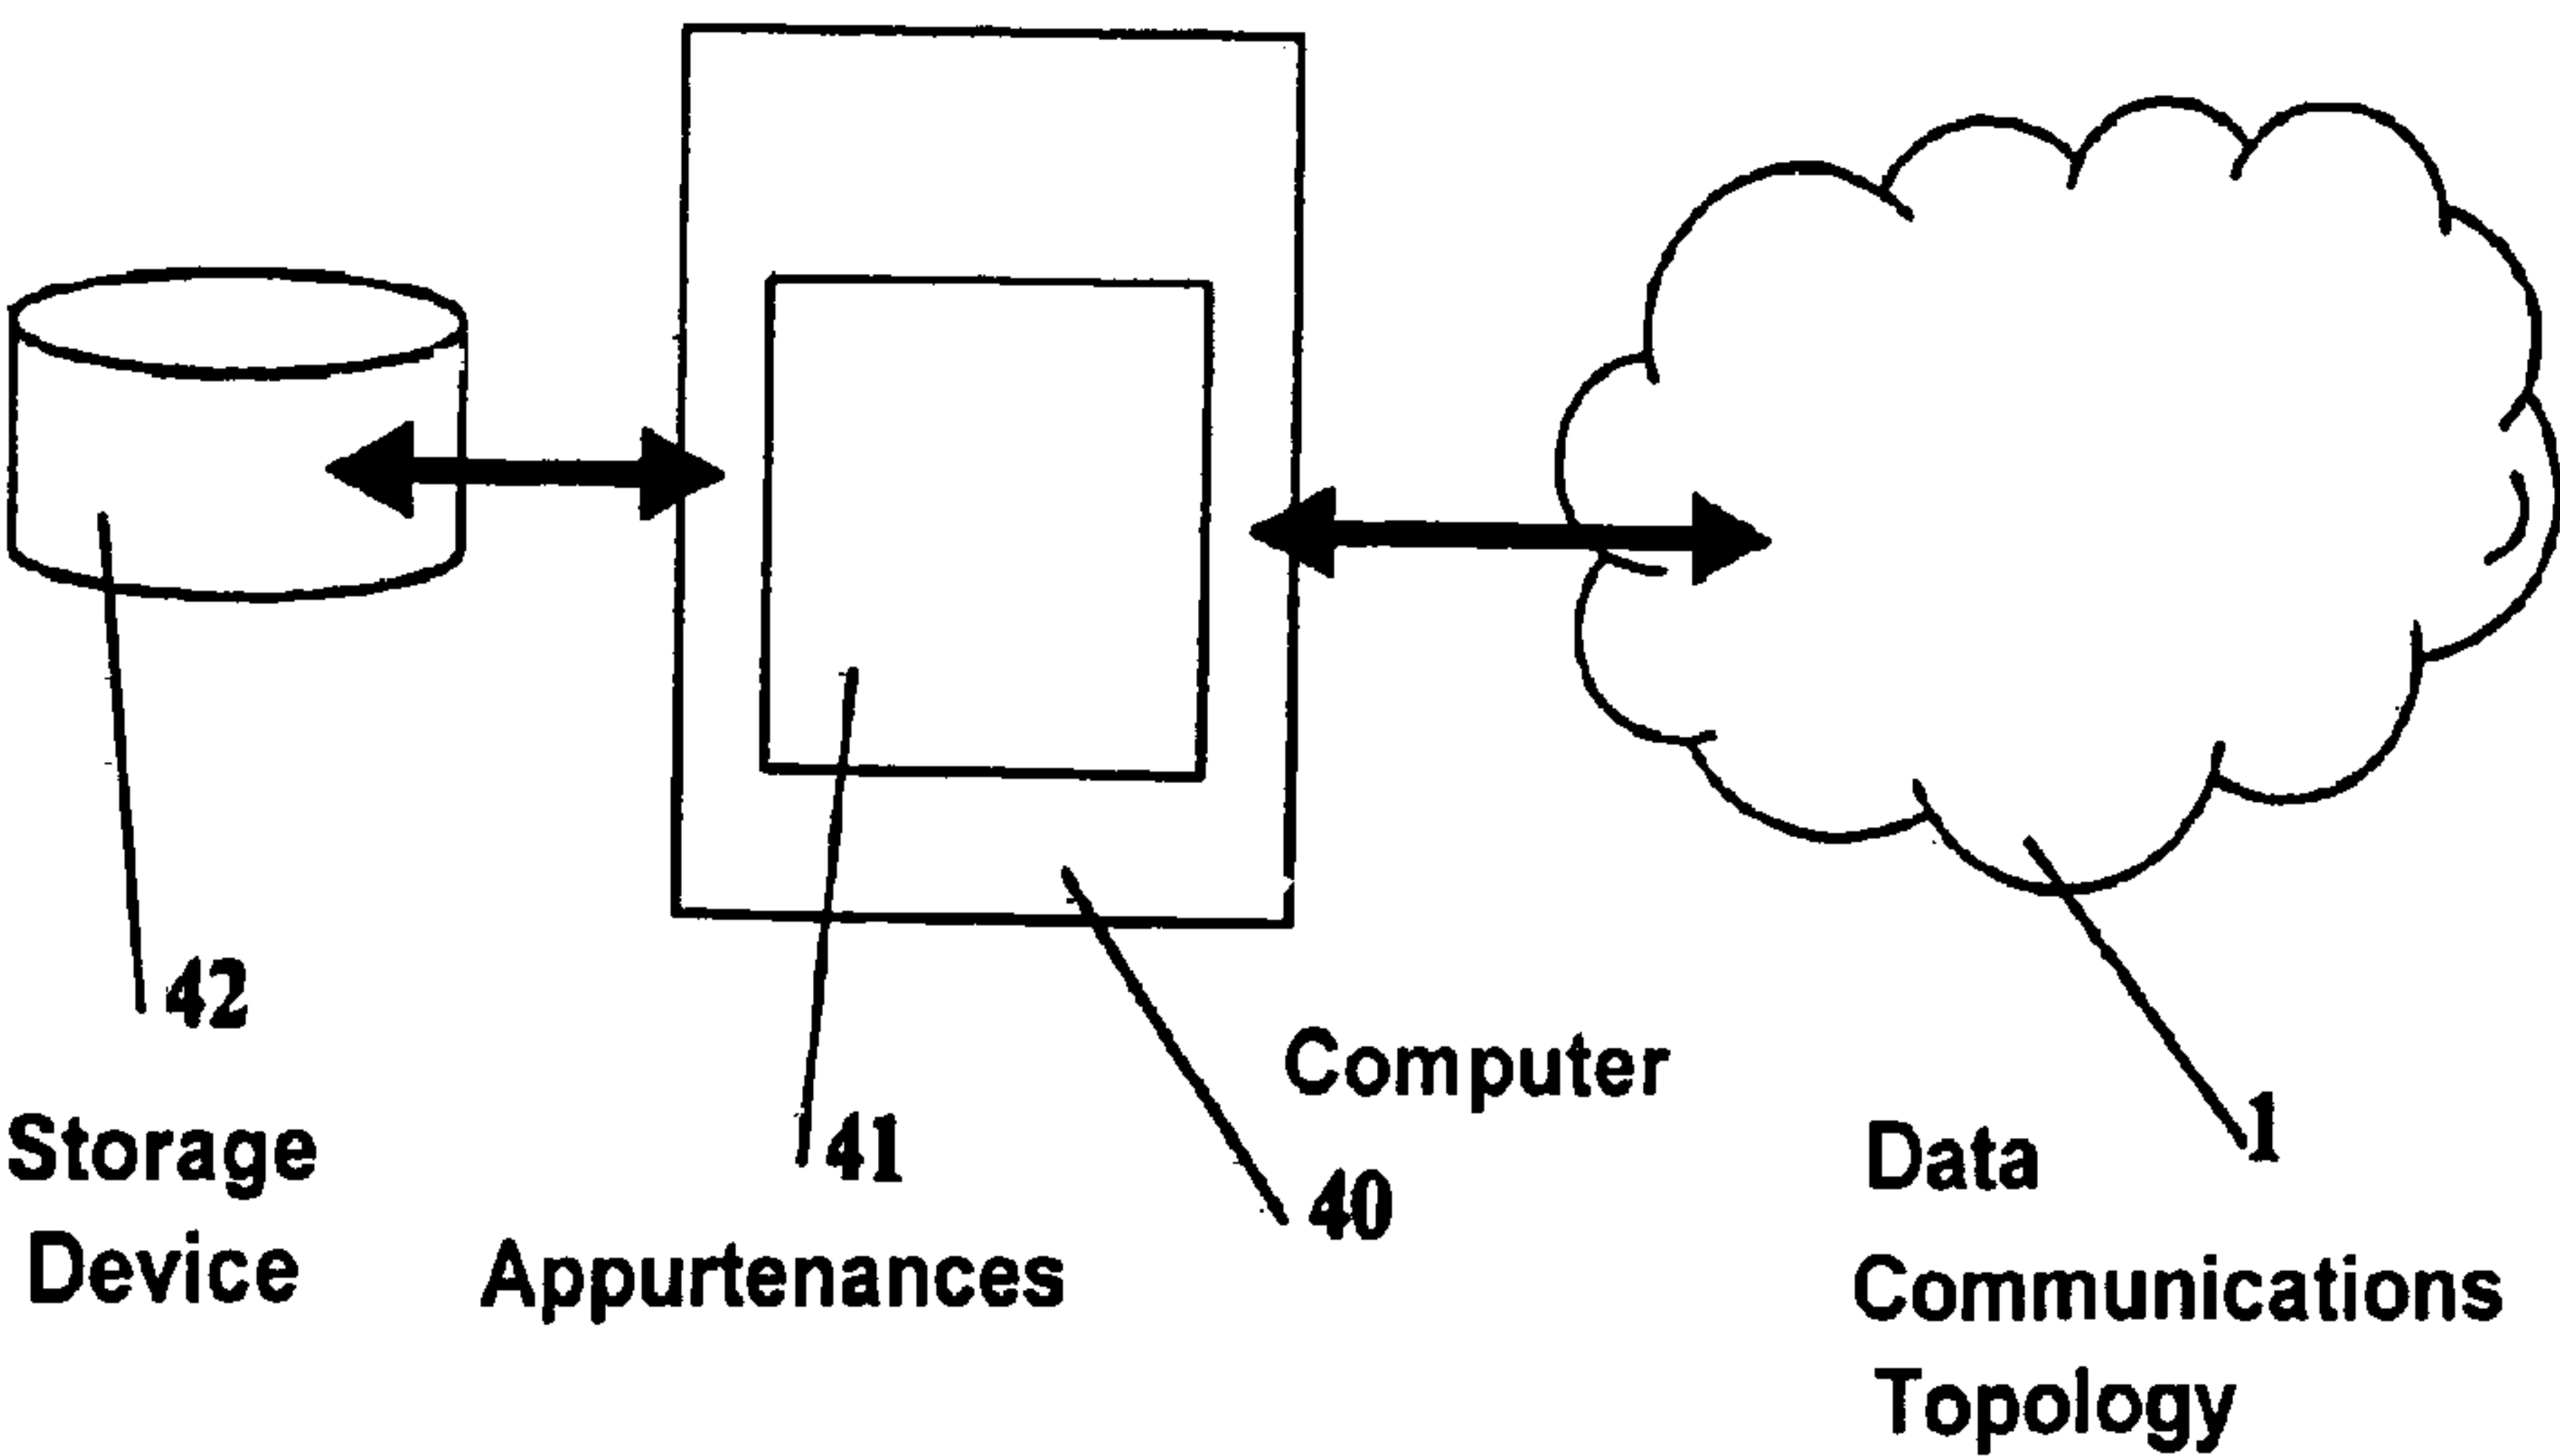 42
Storage
Device
41
Appurtenances
Computer
40
1
Data
Communications
Topology